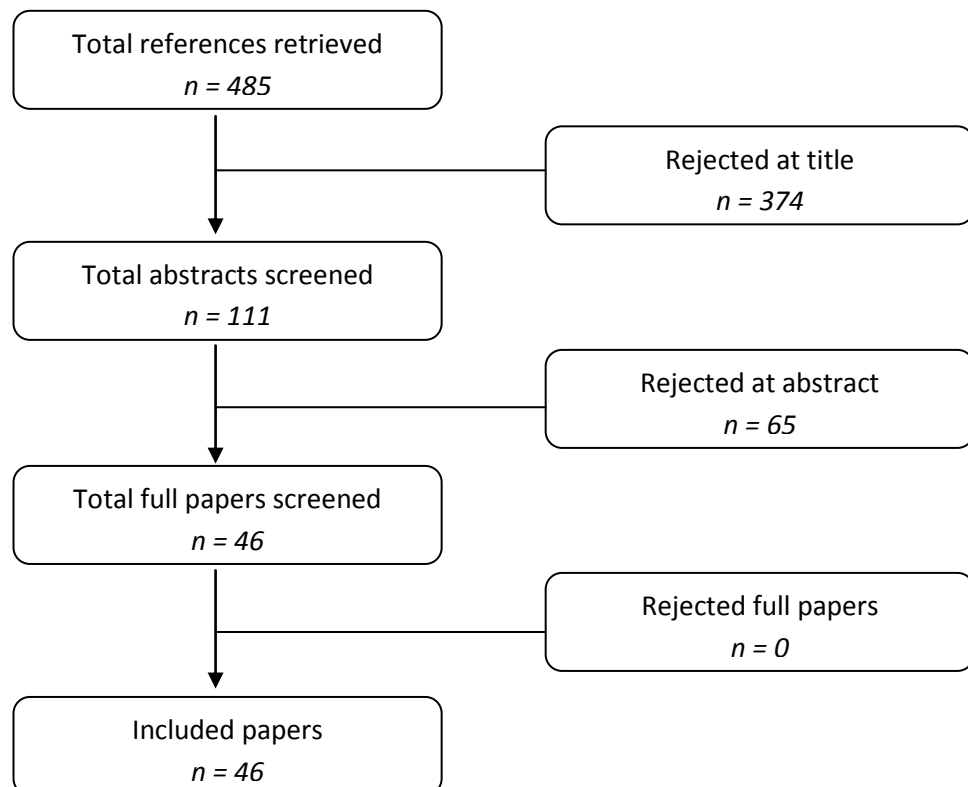 Total references retrieved
n = 485
Rejected at title
n = 374
Total abstracts screened
n = 111
Rejected at abstract
n = 65
Total full papers screened
n = 46
Rejected full papers
n = 0
Included papers
n = 46